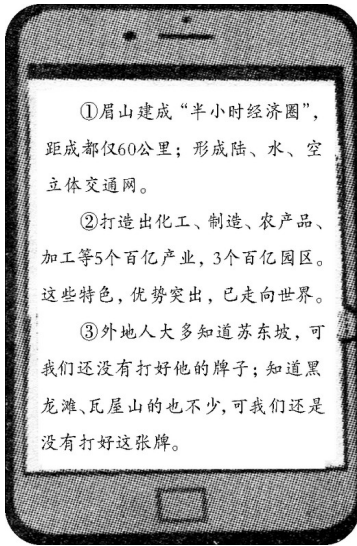 ①眉山建成“半小时经济圈”，
距成都仅60公里；形成陆、水、空
立体交通网。
②打造出化工、制造、农产品、
加工等5个百亿产业，3个百亿园区。
这些特色，优势突出，已走向世界。
③外地人大多知道苏东坡，可
我们还没有打好他的牌子；知道黑
龙滩、瓦屋山的也不少，可我们还是
没有打好这张牌。